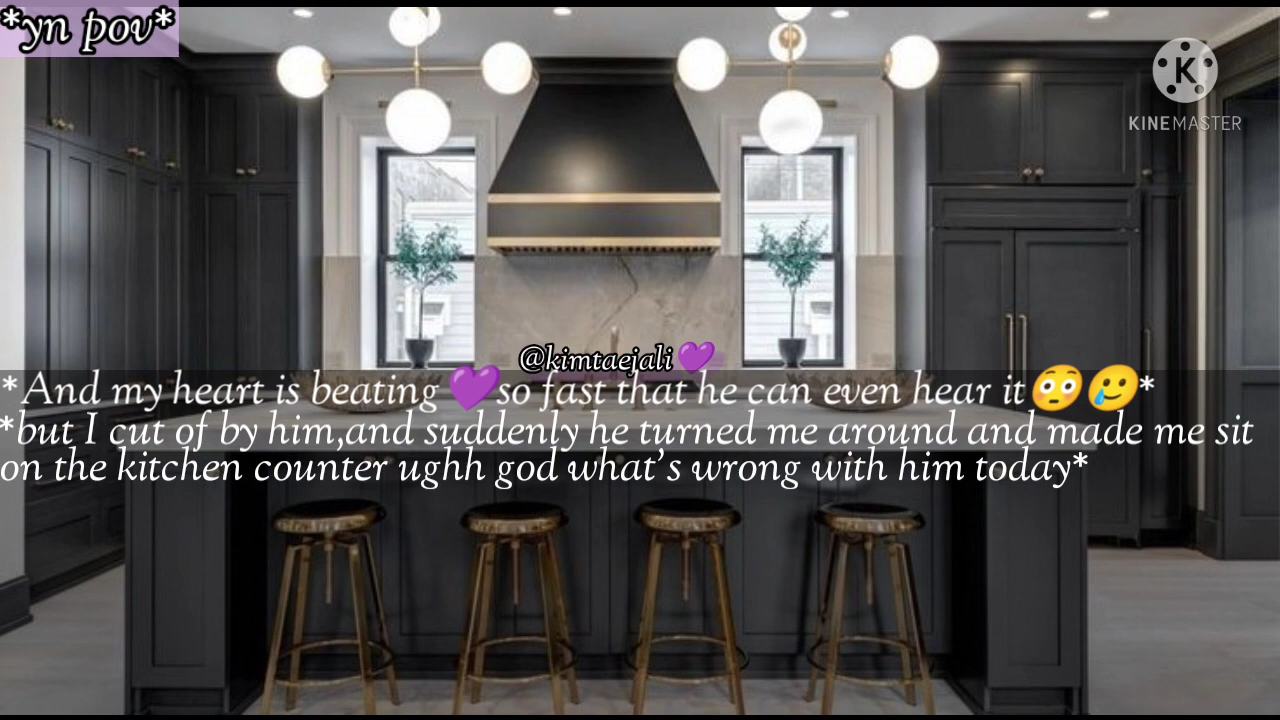 *yn pov*
K
KINEMASTER
@kimtaejali💜
*And my heart is beating 💜so fast that he can even hear it😳🥲*
*but I cut of by him,and suddenly he turned me around and made me sit
on the kitchen counter ughh god what's wrong with him today*